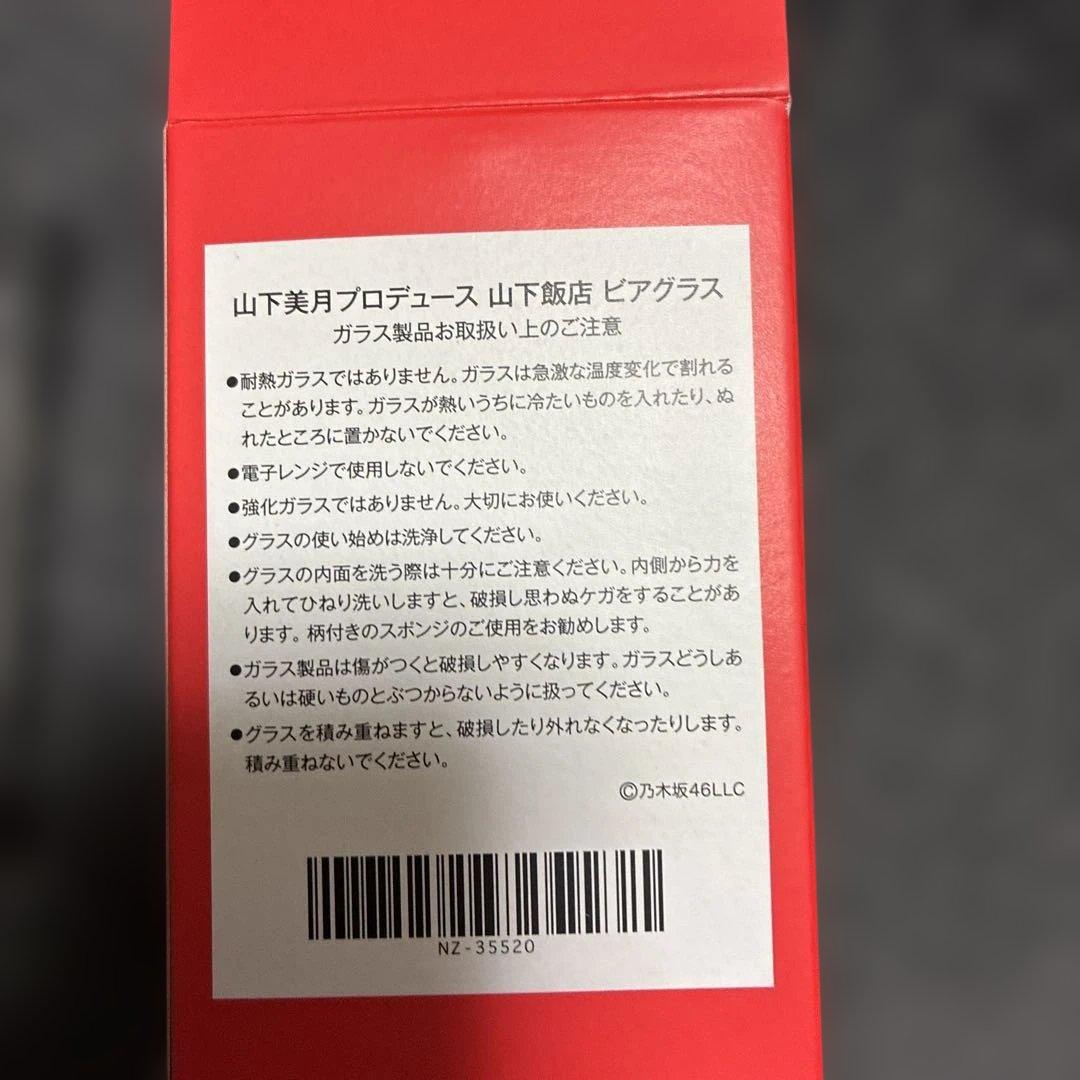 山下美月プロデュース 山下飯店 ビアグラス
ガラス製品お取扱い上のご注意
●耐熱ガラスではありません。ガラスは急激な温度変化で割れる
ことがあります。ガラスが熱いうちに冷たいものを入れたり、ぬ
れたところに置かないでください。
●電子レンジで使用しないでください。
●強化ガラスではありません。大切にお使いください。
●グラスの使い始めは洗浄してください。
●グラスの内面を洗う際は十分にご注意ください。内側から力を
入れてひねり洗いしますと、破損し思わぬケガをすることがあ
ります。柄付きのスポンジのご使用をお勧めします。
●ガラス製品は傷がつくと破損しやすくなります。ガラスどうしあ
るいは硬いものとぶつからないように扱ってください。
●グラスを積み重ねますと、破損したり外れなくなったりします。
積み重ねないでください。
©乃木坂46LLC
NZ-35520